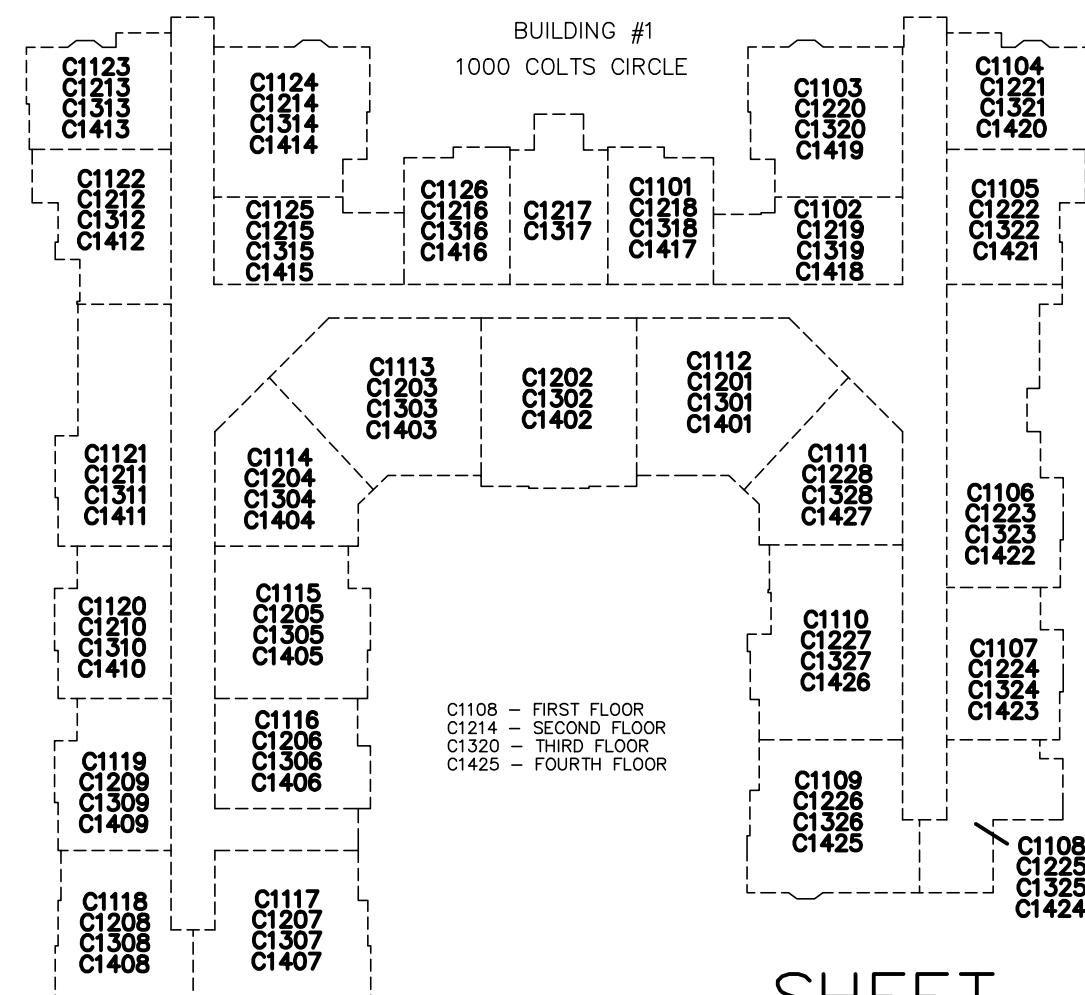 BUILDING #1
1000 COLTS CIRCLE
C1123
C1213
C1313
C1413
C1124
C1214
C1314
C1414
C1103
C1220
C1320
C1419
C1104
C1221
C1321
C1420
C1122
C1212
C1312
C1412
C1125
C1215
C1315
C1415
C1126
C1216
C1316
C1416
C1217
C1317
C1101
C1218
C1318
C1417
C1102
C1219
C1319
C1418
C1105
C1222
C1322
C1421
C1113
C1203
C1303
C1403
C1202
C1302
C1402
C1112
C1201
C1301
C1401
C1121
C1211
C1311
C1411
C1114
C1204
C1304
C1404
C1111
C1228
C1328
C1427
C1106
C1223
C1323
C1422
C1120
C1210
C1310
C1410
C1115
C1205
C1305
C1405
C1110
C1227
C1327
C1426
C1107
C1224
C1324
C1423
C1119
C1209
C1309
C1409
C1116
C1206
C1306
C1406
C1108 – FIRST FLOOR
C1214 – SECOND FLOOR
C1320 – THIRD FLOOR
C1425 – FOURTH FLOOR
C1109
C1226
C1326
C1425
C1108
C1225
C1325
C1424
C1118
C1208
C1308
C1408
C1117
C1207
C1307
C1407
SHEET